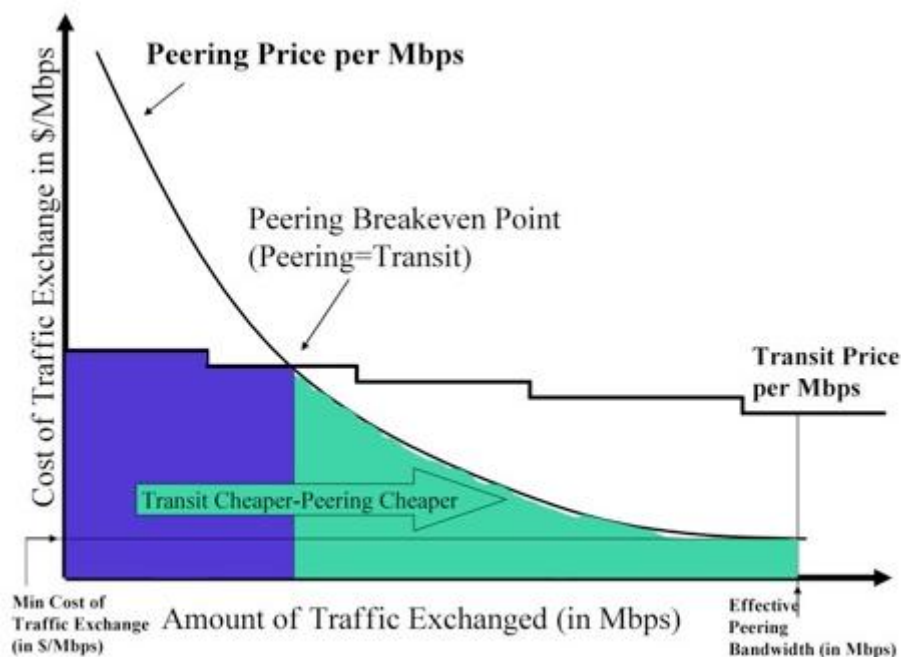 Peering Price per Mbps
Cost of Traffic Exchange in $/Mbps
Peering Breakeven Point
(Peering=Transit)
Transit Price
per Mbps
Transit Cheaper-Peering Cheaper
Min Cost of
Traffic Exchange
(in $/Mbps)
Amount of Traffic Exchanged (in Mbps)
Effective
Peering
Bandwidth (in Mbps)